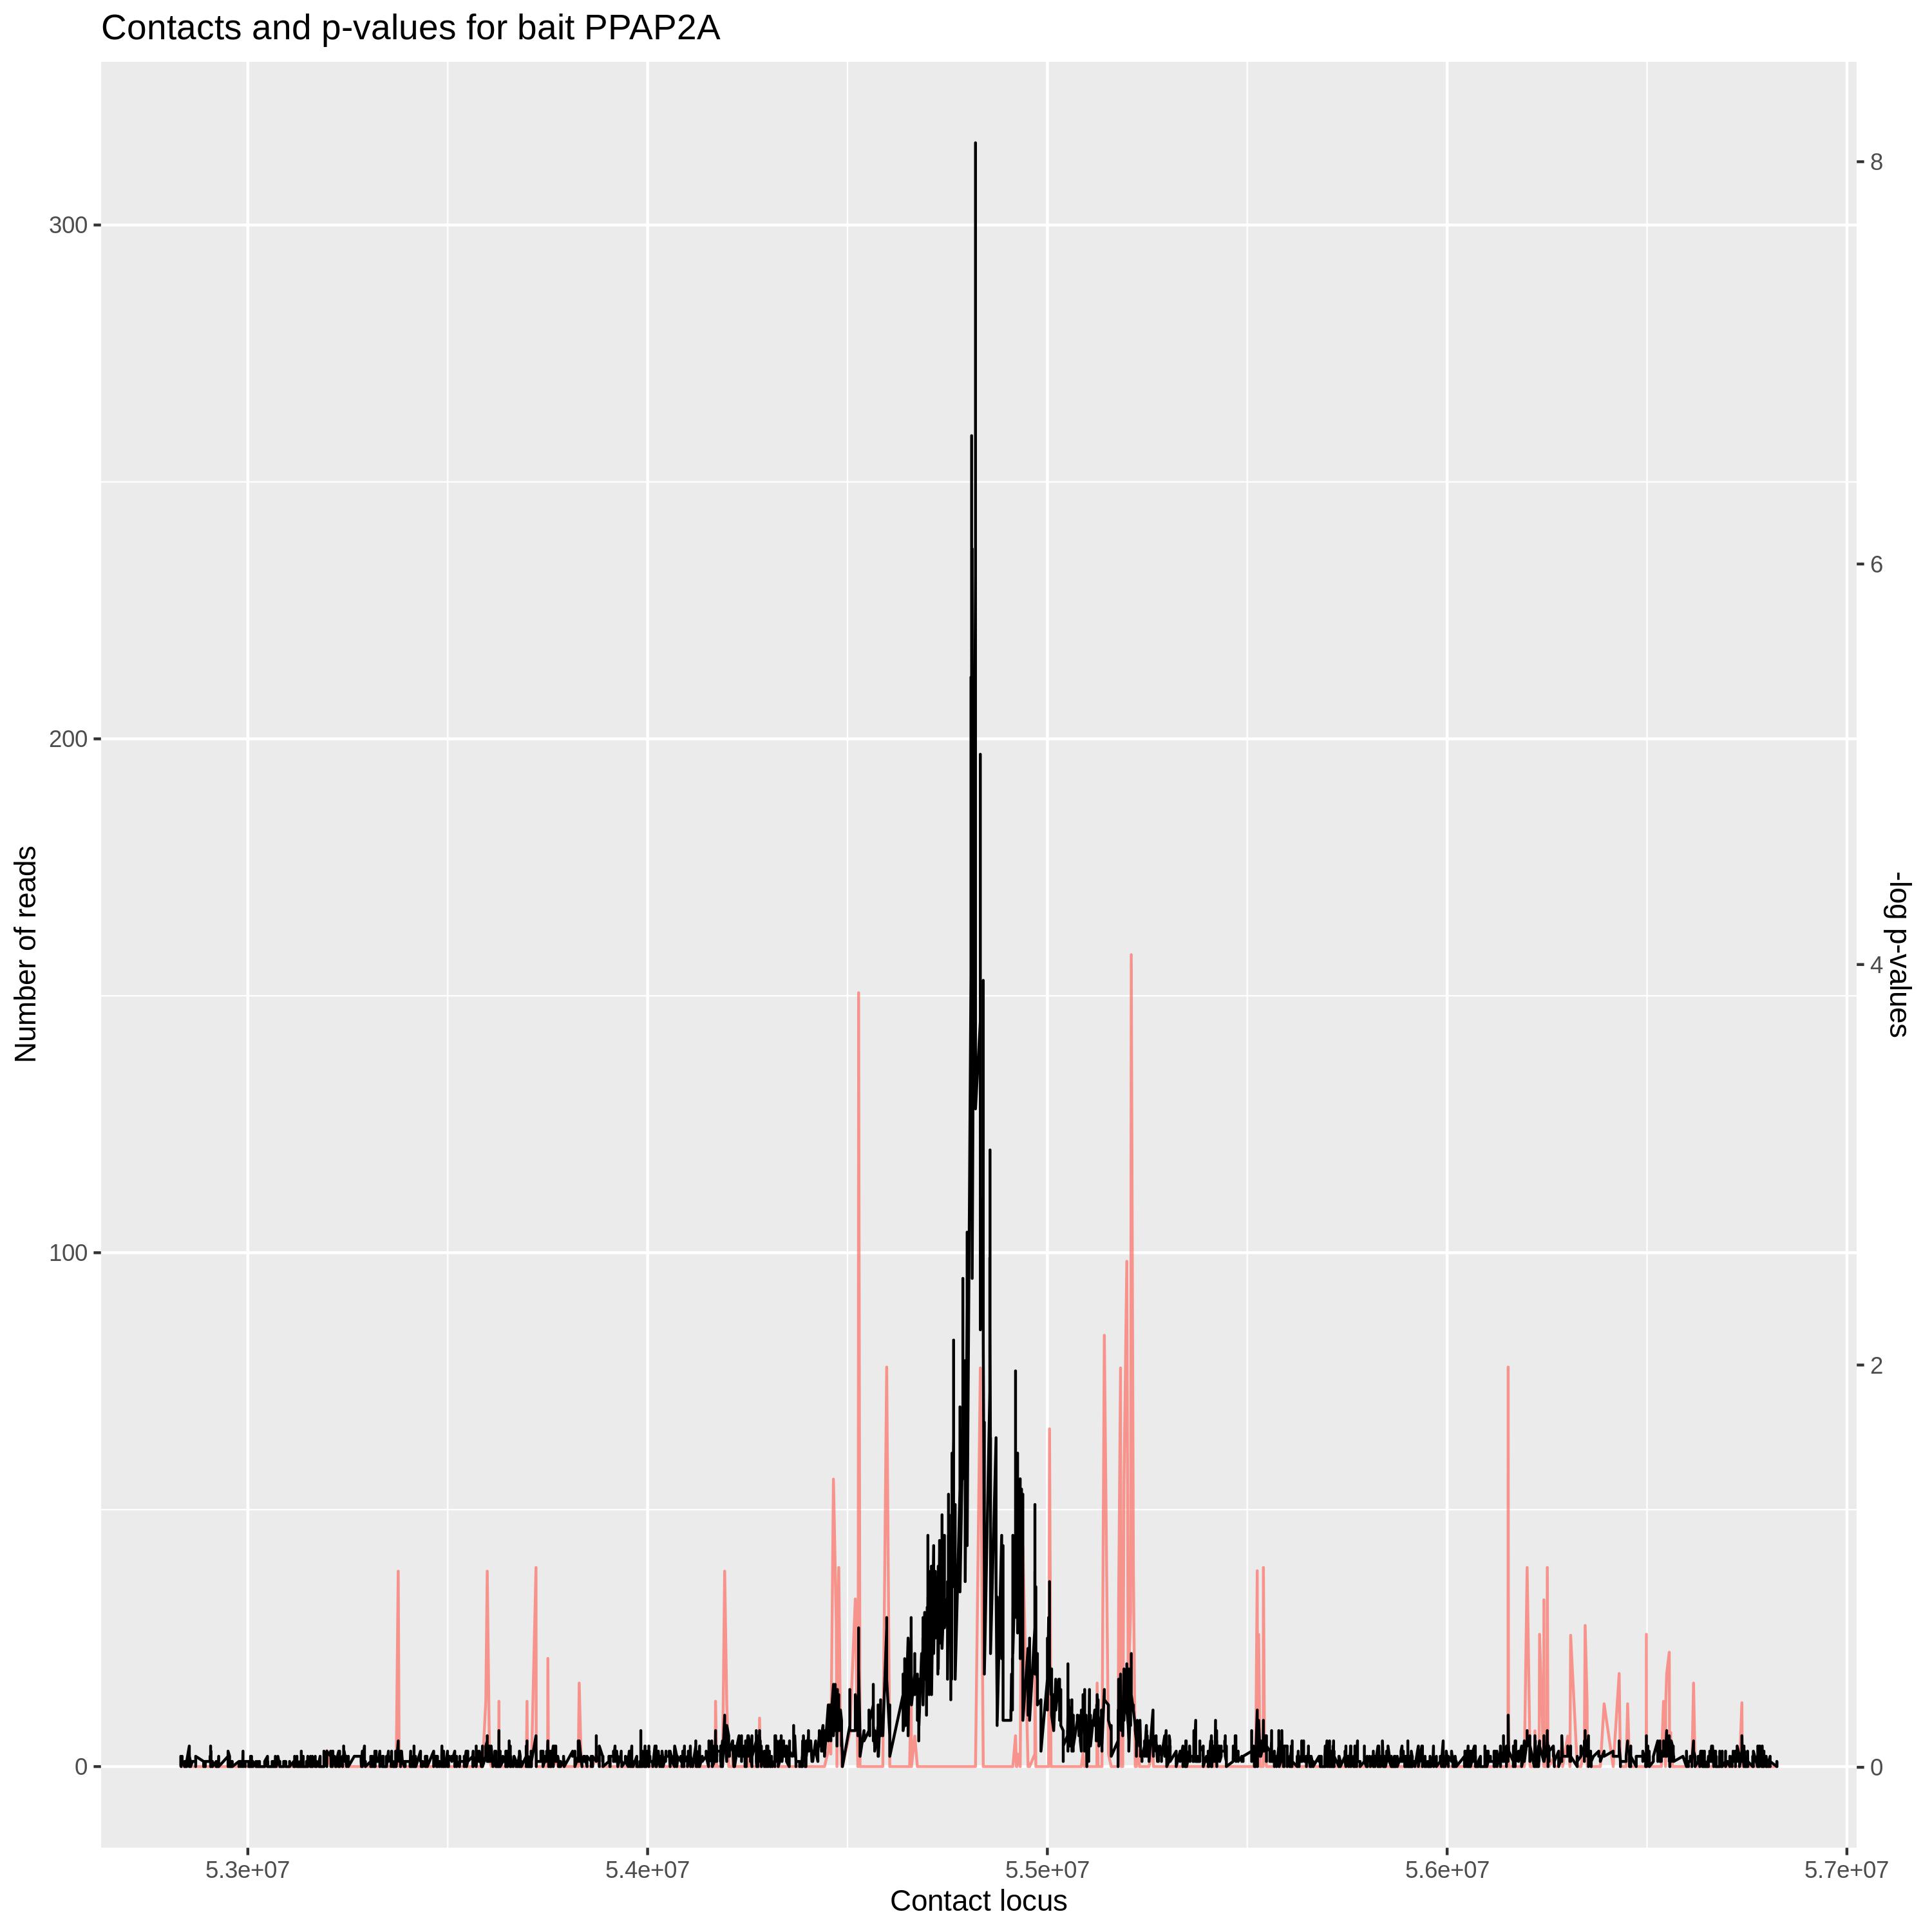 Contacts and p-values for bait PPAP2A
300
200
100
0
Number of reads
8
6
4
2
0
-log p-values
5.3e+07
5.4e+07
5.5e+07
5.6e+07
5.7e+07
Contact locus